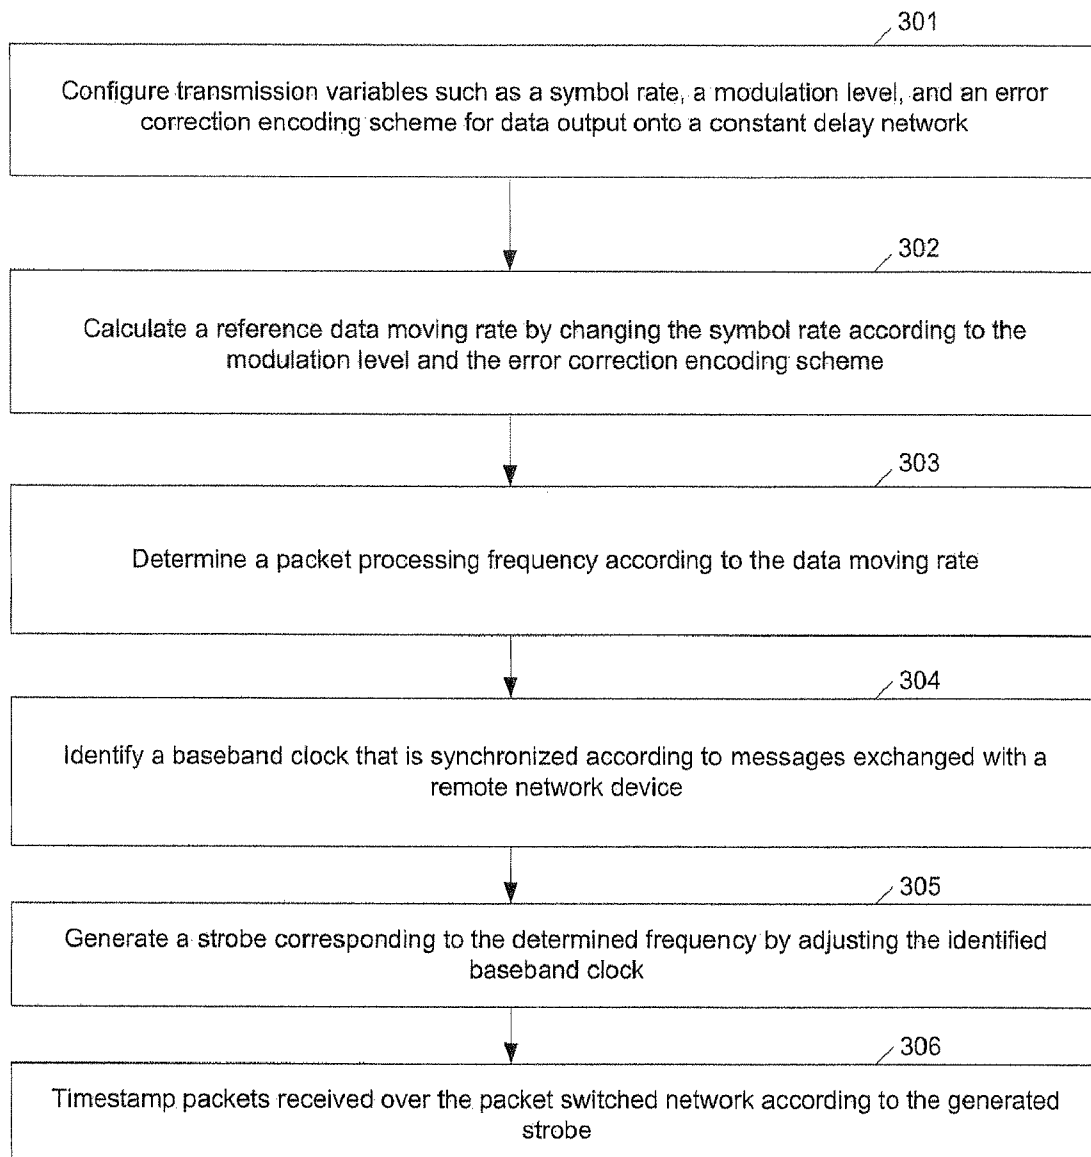 301
Configure transmission variables such as a symbol rate, a modulation level, and an error
correction encoding scheme for data output onto a constant delay network
302
Calculate a reference data moving rate by changing the symbol rate according to the
modulation level and the error correction encoding scheme
303
Determine a packet processing frequency according to the data moving rate
304
Identify a baseband clock that is synchronized according to messages exchanged with a
remote network device
305
Generate a strobe corresponding to the determined frequency by adjusting the identified
baseband clock
306
Timestamp packets received over the packet switched network according to the generated
strobe